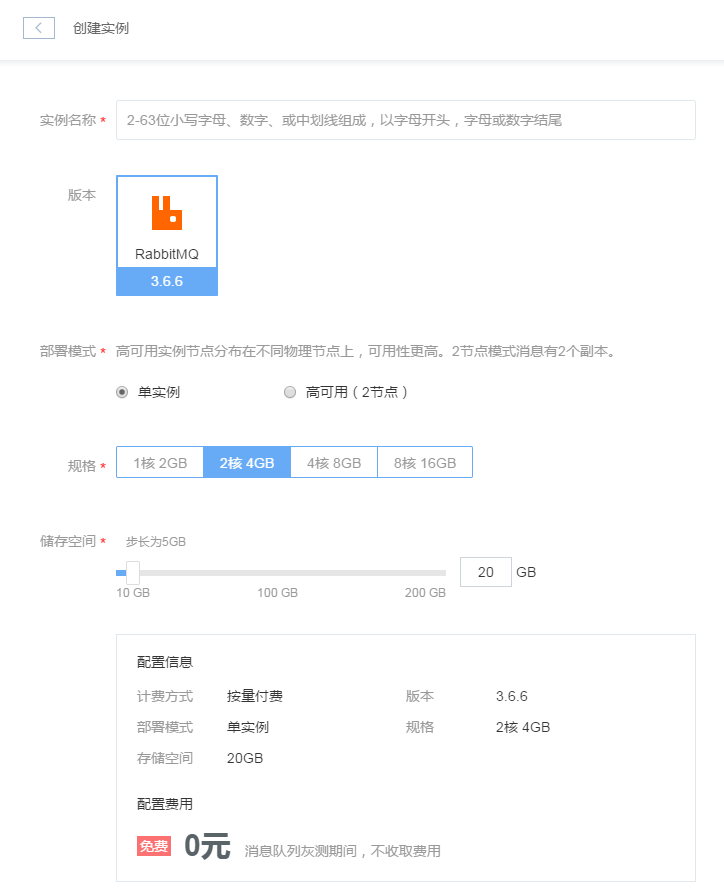 创建实例
实例名称 * 2-63位小写字母、数字、或中划线组成，以字母开头，字母或数字结尾
版本
RabbitMQ
3.6.6
部署模式 * 高可用实例节点分布在不同物理节点上，可用性更高。2节点模式消息有2个副本。
单实例 高可用（2节点）
规格 * 1核 2GB 2核 4GB 4核 8GB 8核 16GB
储存空间 * 步长为5GB
20 GB
10 GB 100 GB 200 GB
配置信息
计费方式 按量付费 版本 3.6.6
部署模式 单实例 规格 2核 4GB
存储空间 20GB
配置费用
免费 0元 消息队列灰测期间，不收取费用